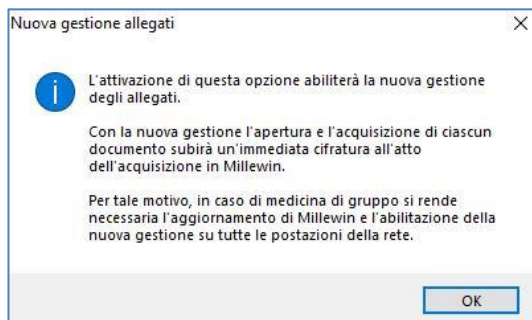 Nuova gestione allegati
L'attivazione di questa opzione abiliterà la nuova gestione
degli allegati.
Con la nuova gestione l'apertura e l'acquisizione di ciascun
documento subirà un'immediata cifratura all'atto
dell'acquisizione in Millewin.
Per tale motivo, in caso di medicina di gruppo si rende
necessaria l'aggiornamento di Millewin e l'abilitazione della
nuova gestione su tutte le postazioni della rete.
OK